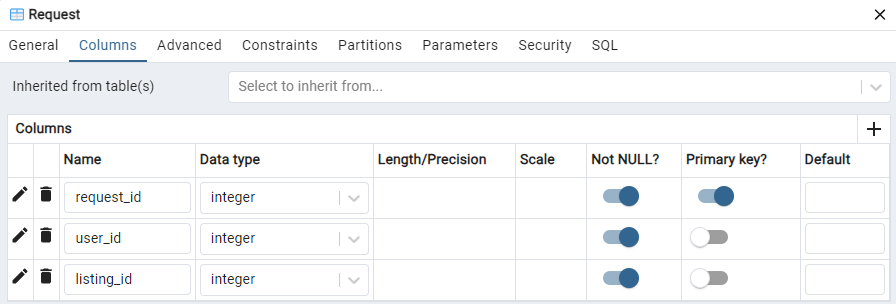 Request
General Columns Advanced Constraints Partitions Parameters Security SQL
Inherited from table(s) Select to inherit from...
Columns
Name Data type Length/Precision Scale Not NULL? Primary key? Default
request_id integer
user_id integer
listing_id integer